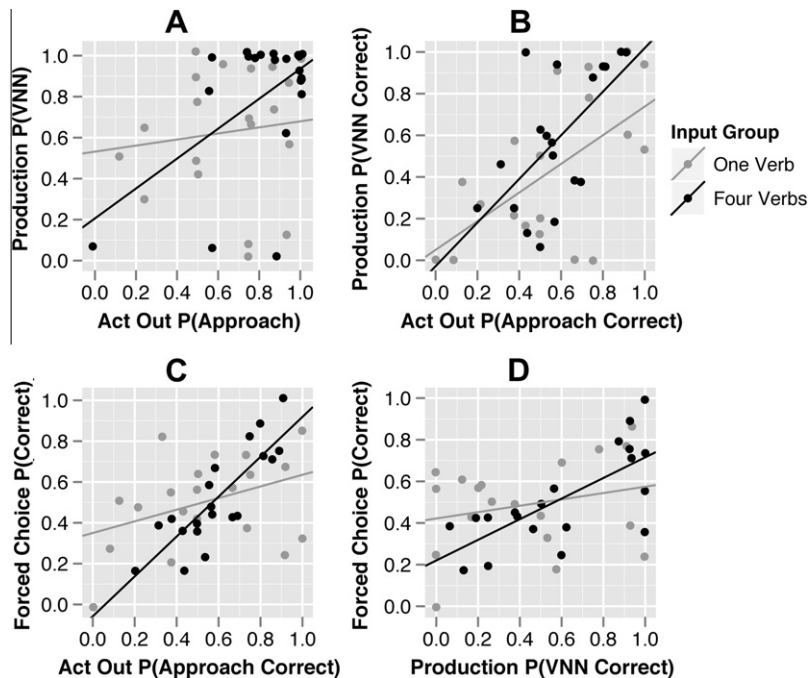 A
B
Production P(VNN)
1.0
0.8
0.6
0.4
0.2
0.0
0.0 0.2 0.4 0.6 0.8 1.0
Act Out P(Approach)
Production P(VNN Correct)
1.0
0.8
0.6
0.4
0.2
0.0
0.0 0.2 0.4 0.6 0.8 1.0
Act Out P(Approach Correct)
Input Group
One Verb
Four Verbs
C
D
Forced Choice P(Correct)
1.0
0.8
0.6
0.4
0.2
0.0
0.0 0.2 0.4 0.6 0.8 1.0
Act Out P(Approach Correct)
Forced Choice P(Correct)
1.0
0.8
0.6
0.4
0.2
0.0
0.0 0.2 0.4 0.6 0.8 1.0
Production P(VNN Correct)